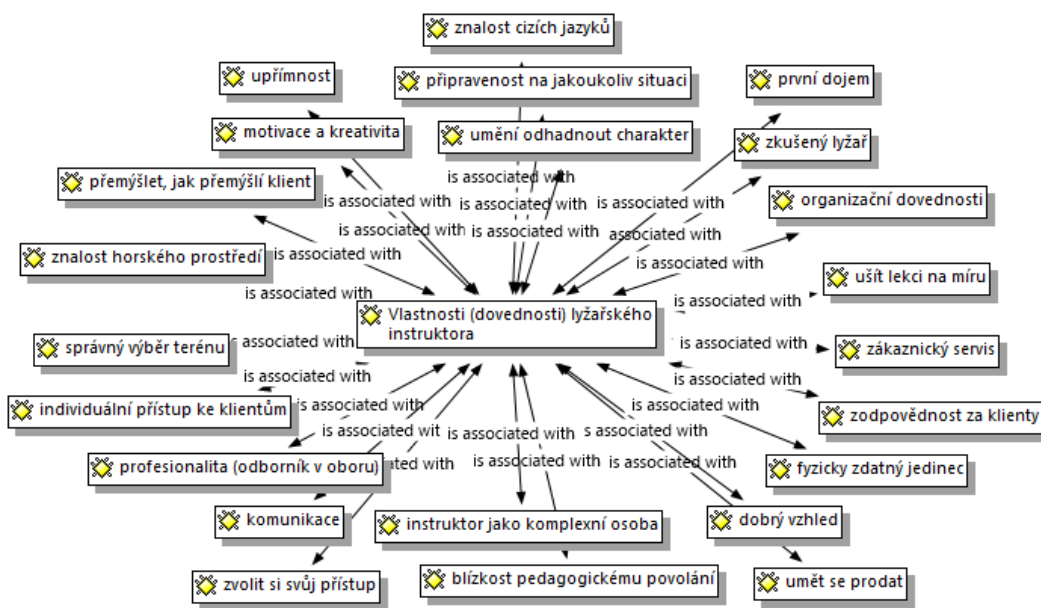 znalost cizích jazyků
upřímnost
připravenost na jakoukoliv situaci
první dojem
motivace a kreativita
umění odhadnout charakter
zkušený lyžař
is associated with
přemýšlet, jak přemýšlí klient
is associated with
is associated with
is associated with
organizační dovednosti
is associated with
is associated with
associated with
znalost horského prostředí
is associated with
is associated with
is associated with
ušít lekci na míru
is associated with
is associated with
Vlastnosti (dovednosti) lyžařského
instruktora
správný výběr terénu
is associated with
is associated with
zákaznický servis
is associated with
is associated with
individuální přístup ke klientům
is associated with
is associated with
zodpovědnost za klienty
is associated wit
is associated with
s associated with
is associated with
profesionalita (odborník v oboru)
ated with
is associated with
is associated with
fyzicky zdatný jedinec
komunikace
instruktor jako komplexní osoba
dobrý vzhled
zvolit si svůj přístup
blízkost pedagogickému povolání
umět se prodat